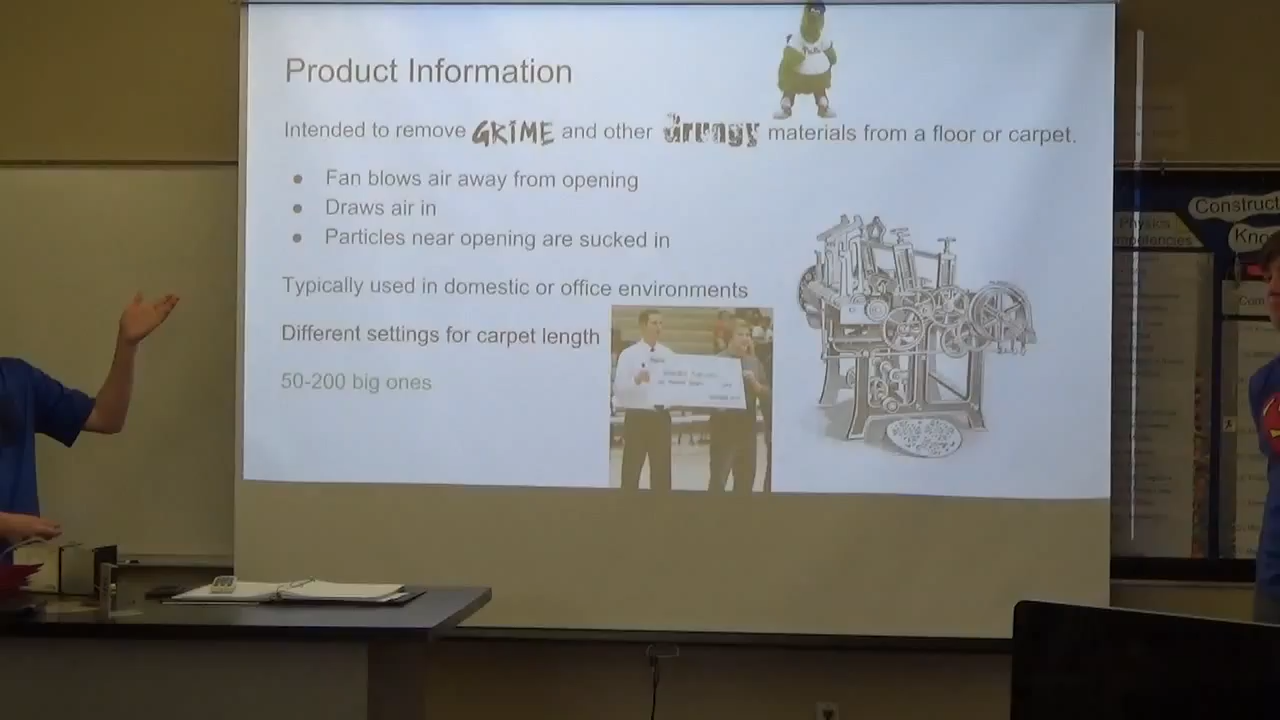 Product Information
Intended to remove GRIME and other grungy materials from a floor or carpet.
● Fan blows air away from opening
● Draws air in
● Particles near opening are sucked in
Typically used in domestic or office environments
Different settings for carpet length
50-200 big ones
Construct
Physics